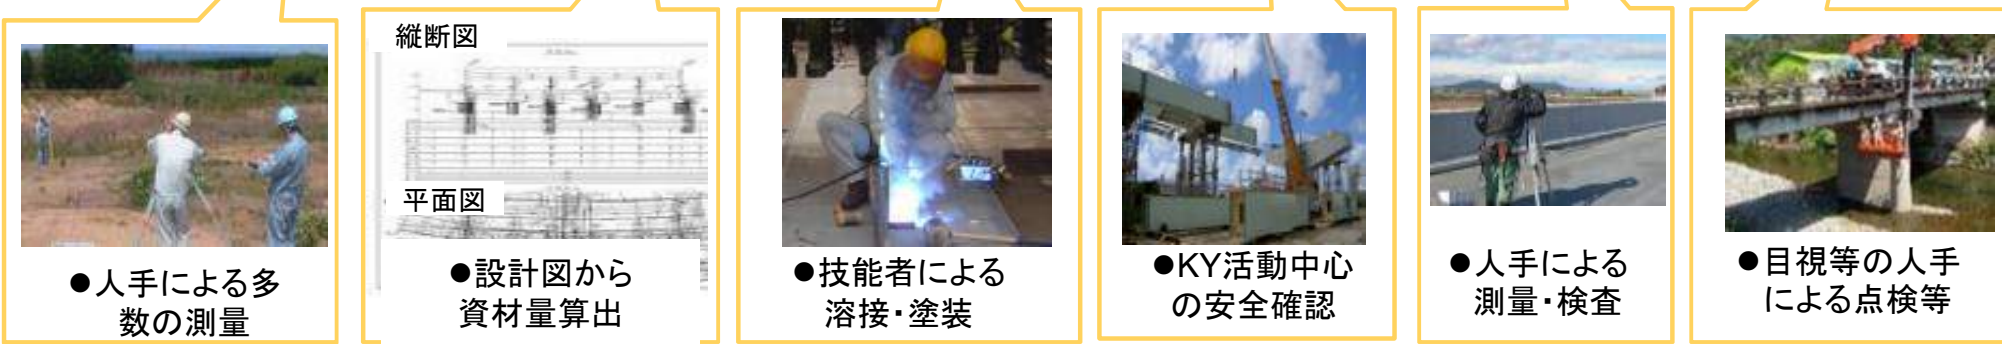 ●人手による多
数の測量
縦断図
平面図
●設計図から
資材量算出
●技能者による
溶接・塗装
●KY活動中心
の安全確認
●人手による
測量・検査
●目視等の人手
による点検等